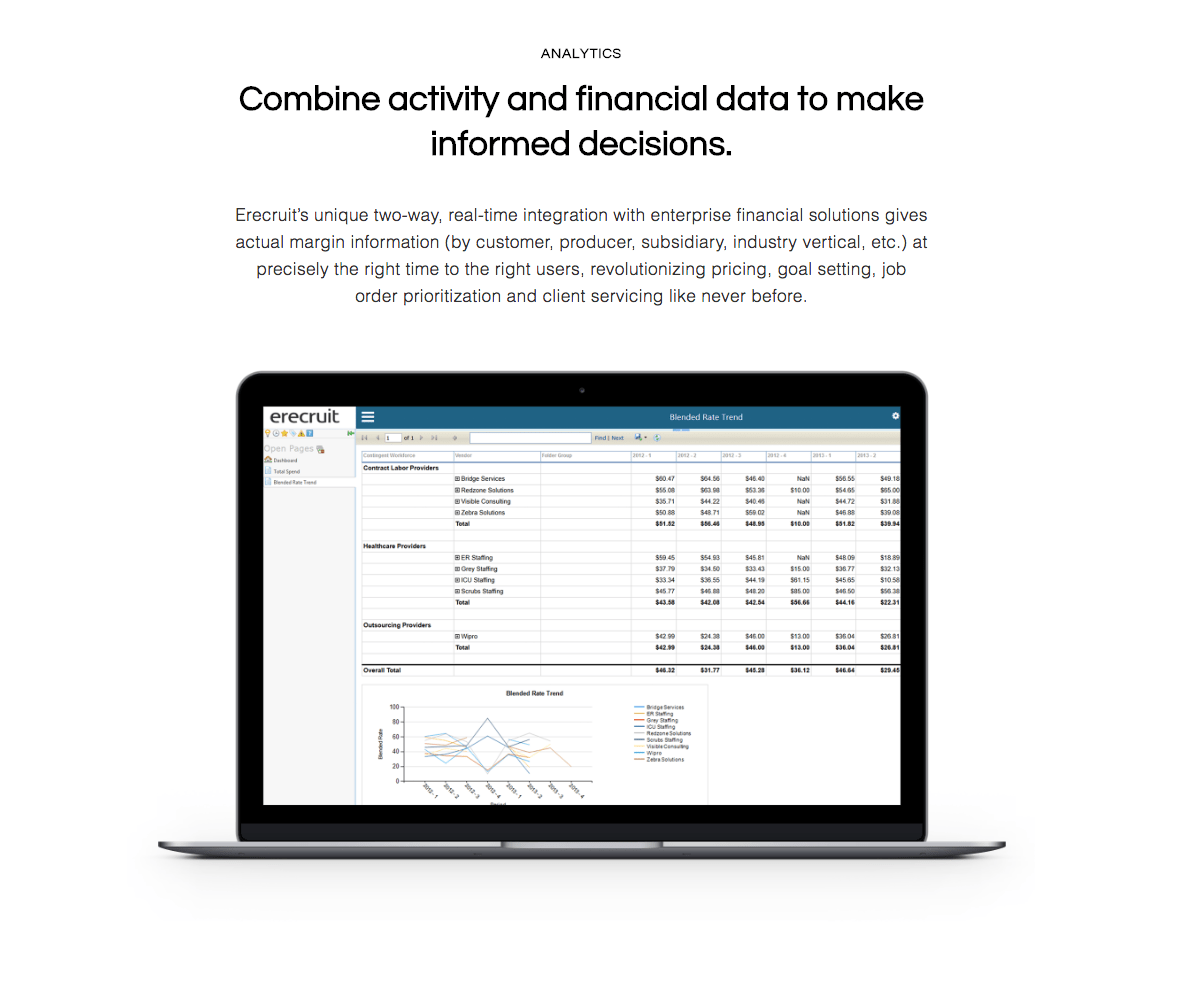 ANALYTICS
Combine activity and financial data to make
informed decisions.
Erecruit’s unique two-way, real-time integration with enterprise financial solutions gives
actual margin information (by customer, producer, subsidiary, industry vertical, etc.) at
precisely the right time to the right users, revolutionizing pricing, goal setting, job
order prioritization and client servicing like never before.
erecruit
Blended Rate Trend
1 of 1 Find | Next
Open Pages
Dashboard
Total Spend
Blended Rate Trend
Contingent Workforce Vendor Folder Group 2012 - 1 2012 - 2 2012 - 3 2012 - 4 2013 - 1 2013 - 2
Contract Labor Providers
Bridge Services $60.47 $64.56 $46.40 NaN $56.55 $49.18
Redzone Solutions $55.08 $63.98 $53.36 $10.00 $54.65 $65.00
Visible Consulting $35.71 $44.22 $40.46 NaN $44.72 $31.88
Zebra Solutions $50.88 $48.71 $59.02 NaN $46.88 $39.08
Total $51.82 $56.46 $48.95 $10.00 $51.82 $39.94
Healthcare Providers
ER Staffing $59.45 $54.93 $45.81 NaN $48.09 $18.89
Grey Staffing $37.79 $34.50 $33.43 $15.00 $36.77 $32.13
ICU Staffing $33.34 $36.55 $44.19 $61.15 $45.65 $10.58
Scrubs Staffing $45.77 $46.88 $48.20 $85.00 $46.50 $56.38
Total $43.58 $42.08 $42.54 $56.66 $44.16 $22.31
Outsourcing Providers
Wipro $42.99 $24.38 $46.00 $13.00 $36.04 $26.81
Total $42.99 $24.38 $46.00 $13.00 $36.04 $26.81
Overall Total $46.32 $31.77 $45.28 $36.12 $46.64 $29.45
Blended Rate Trend
100
80
60
40
20
0
Blended Rate
2012 - 1
2012 - 2
2012 - 3
2012 - 4
2013 - 1
2013 - 2
2013 - 3
2013 - 4
Bridge Services
ER Staffing
Grey Staffing
ICU Staffing
Redzone Solutions
Scrubs Staffing
Visible Consulting
Wipro
Zebra Solutions